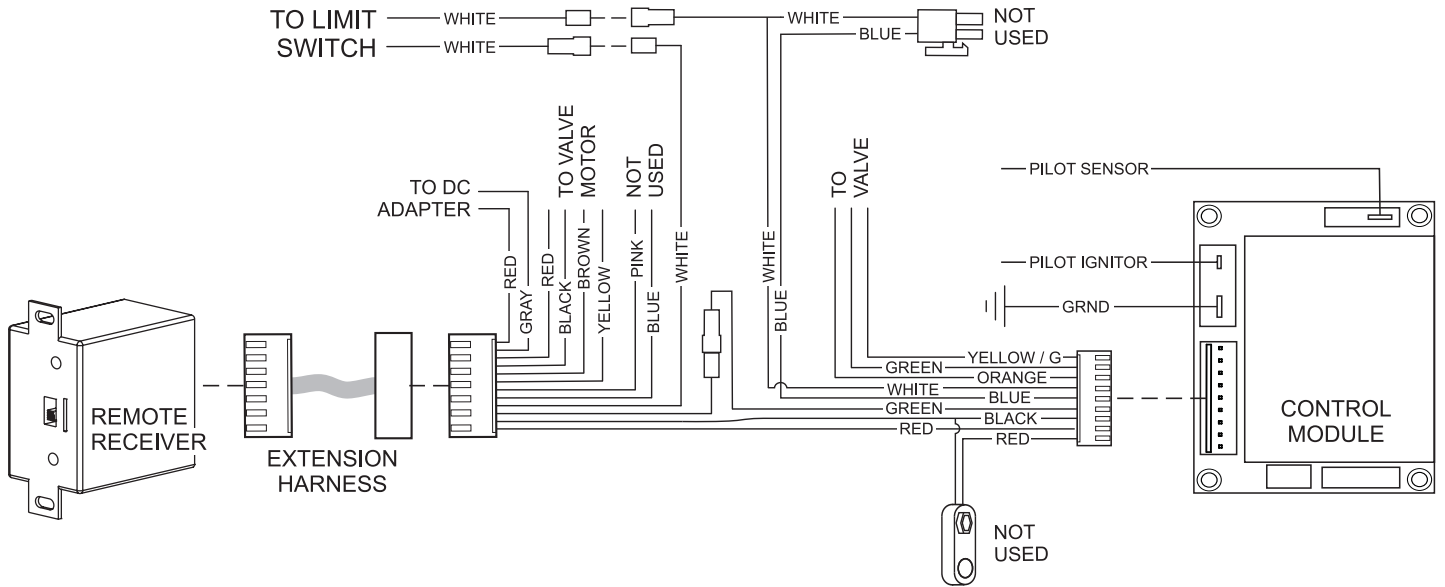 TO LIMIT
SWITCH
WHITE
WHITE
WHITE
BLUE
NOT
USED
TO DC
ADAPTER
RED
GRAY
RED
BLACK
BROWN
YELLOW
TO VALVE
MOTOR
PINK
BLUE
NOT
USED
WHITE
WHITE
BLUE
TO
VALVE
PILOT SENSOR
PILOT IGNITOR
GRND
YELLOW / G
GREEN
ORANGE
WHITE
BLUE
GREEN
BLACK
RED
RED
REMOTE
RECEIVER
EXTENSION
HARNESS
CONTROL
MODULE
NOT
USED